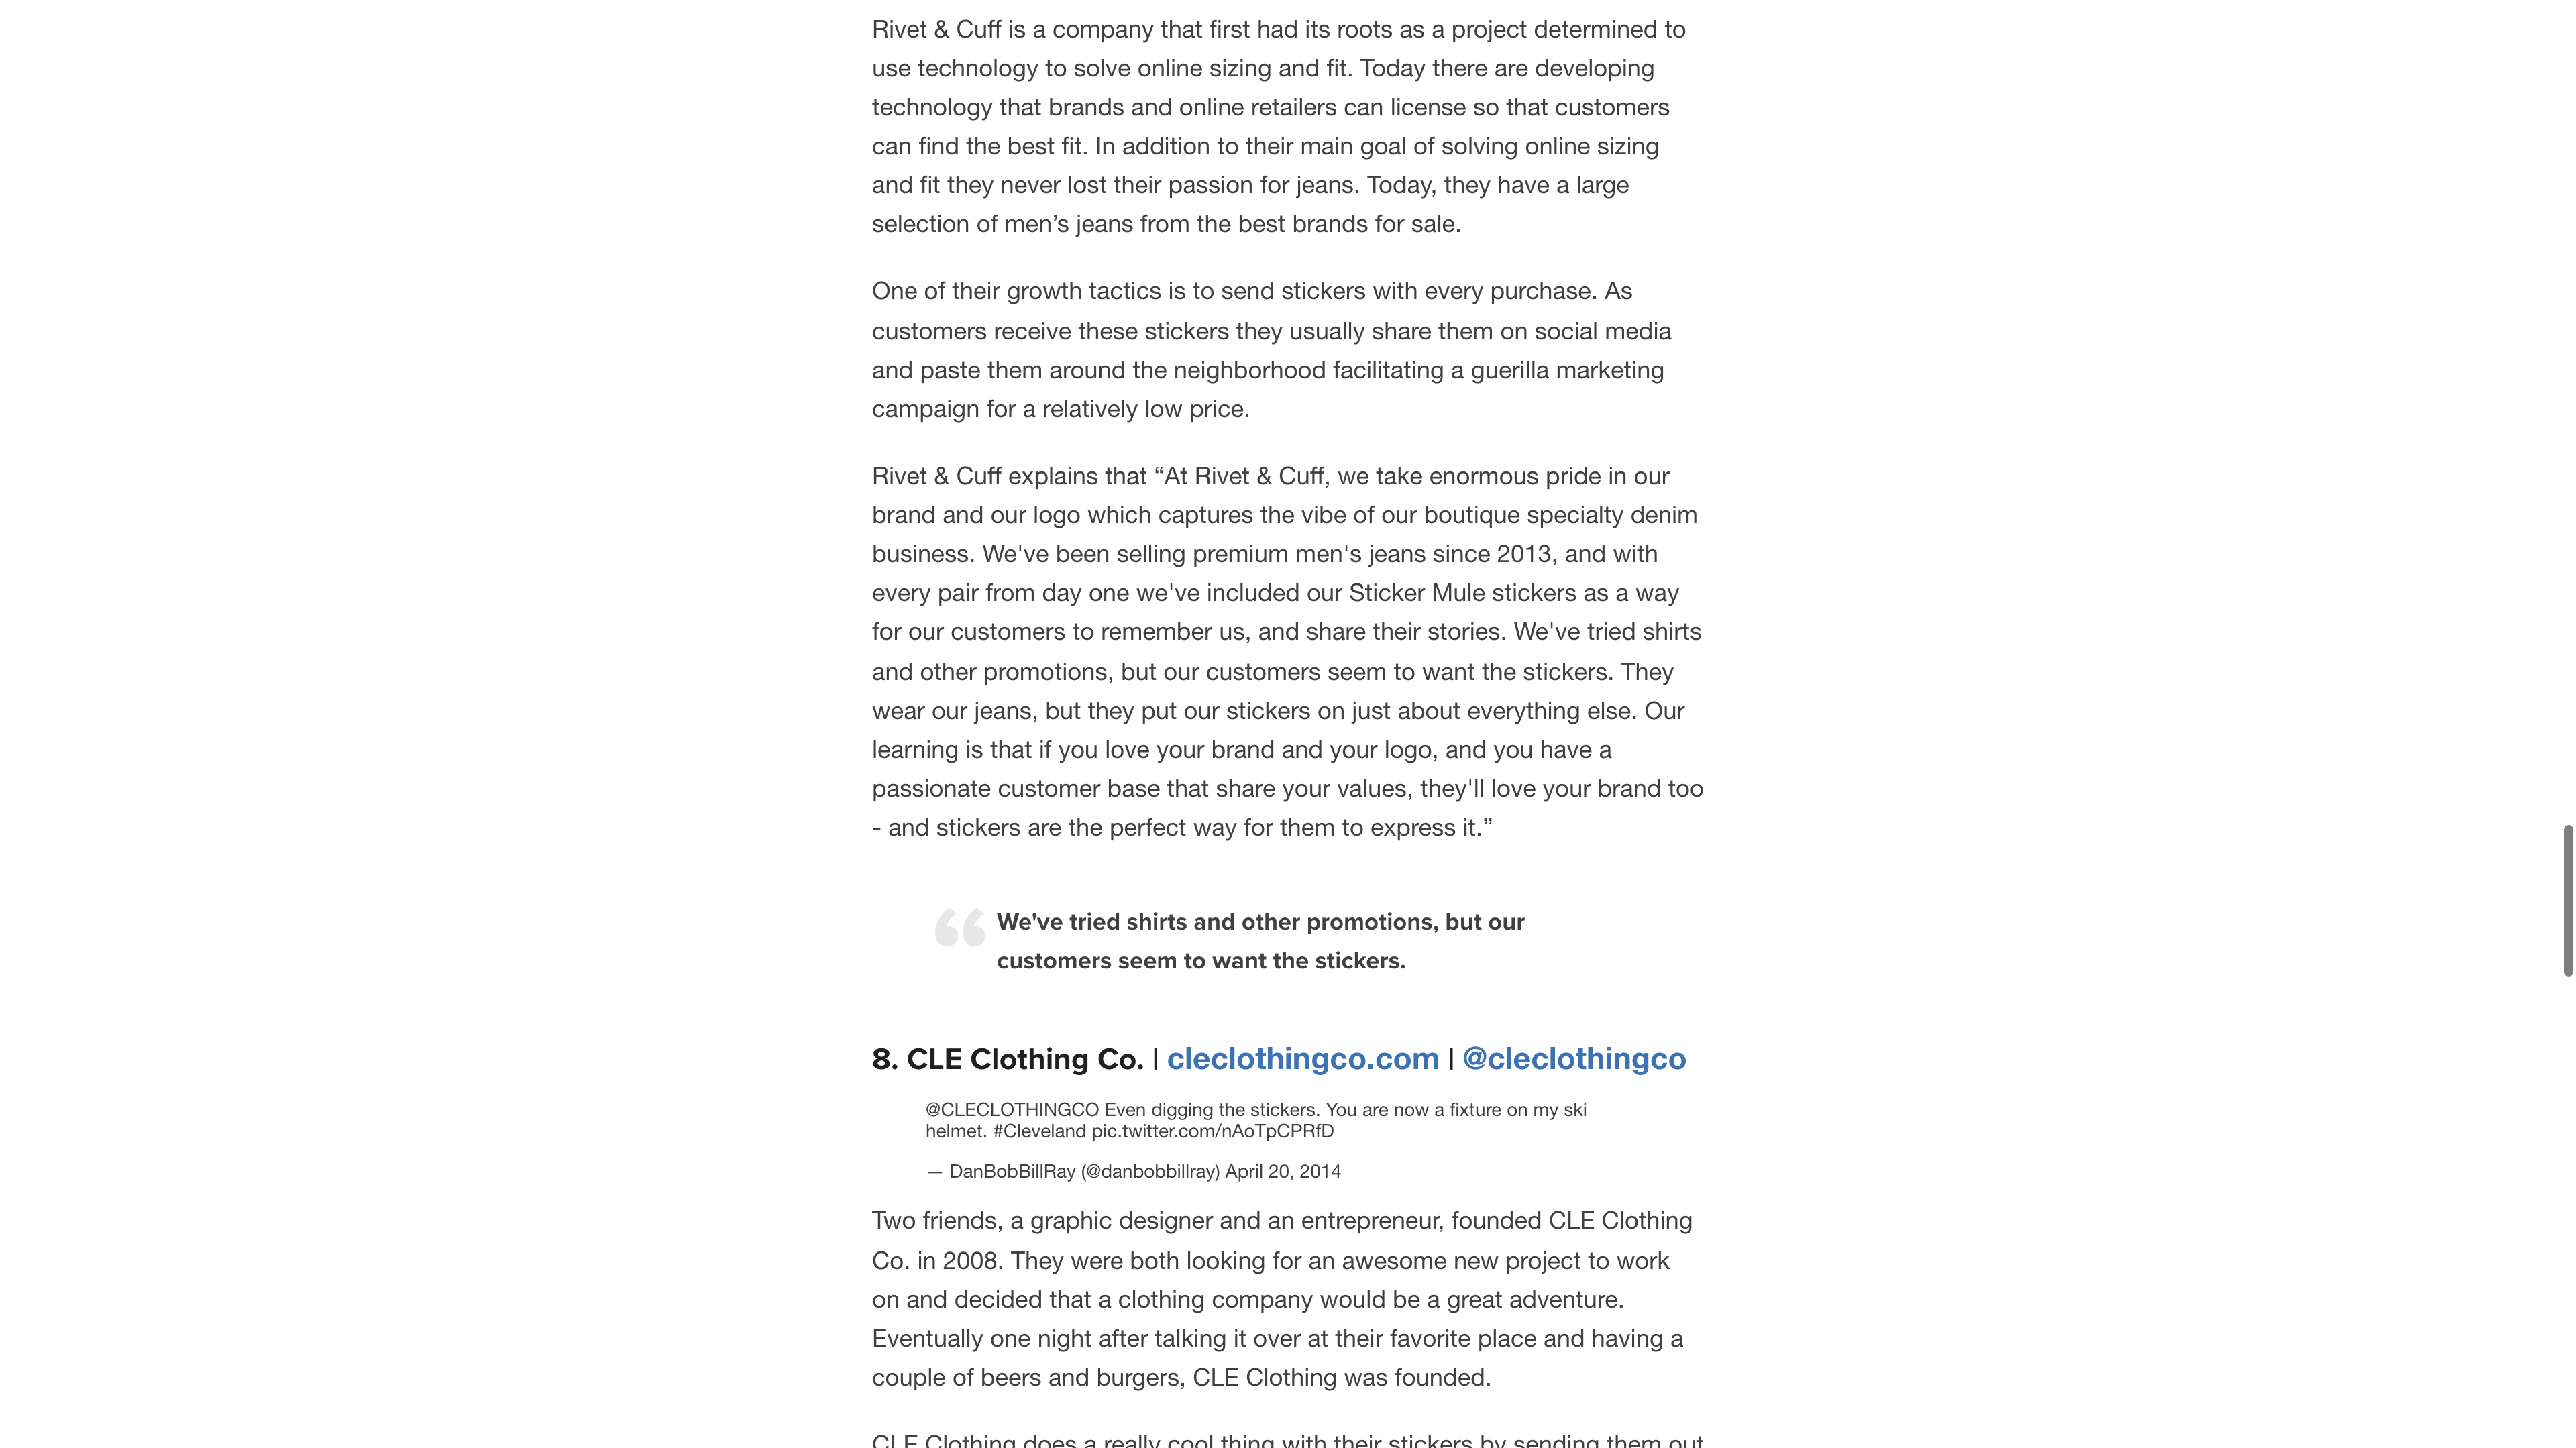 Rivet & Cuff is a company that first had its roots as a project determined to
use technology to solve online sizing and fit. Today there are developing
technology that brands and online retailers can license so that customers
can find the best fit. In addition to their main goal of solving online sizing
and fit they never lost their passion for jeans. Today, they have a large
selection of men’s jeans from the best brands for sale.
One of their growth tactics is to send stickers with every purchase. As
customers receive these stickers they usually share them on social media
and paste them around the neighborhood facilitating a guerilla marketing
campaign for a relatively low price.
Rivet & Cuff explains that “At Rivet & Cuff, we take enormous pride in our
brand and our logo which captures the vibe of our boutique specialty denim
business. We've been selling premium men's jeans since 2013, and with
every pair from day one we've included our Sticker Mule stickers as a way
for our customers to remember us, and share their stories. We've tried shirts
and other promotions, but our customers seem to want the stickers. They
wear our jeans, but they put our stickers on just about everything else. Our
learning is that if you love your brand and your logo, and you have a
passionate customer base that share your values, they'll love your brand too
- and stickers are the perfect way for them to express it.”
“ We've tried shirts and other promotions, but our
customers seem to want the stickers.
8. CLE Clothing Co. | cleclothingco.com | @cleclothingco
@CLECLOTHINGCO Even digging the stickers. You are now a fixture on my ski
helmet. #Cleveland pic.twitter.com/nAoTpCPRfD
— DanBobBillRay (@danbobbillray) April 20, 2014
Two friends, a graphic designer and an entrepreneur, founded CLE Clothing
Co. in 2008. They were both looking for an awesome new project to work
on and decided that a clothing company would be a great adventure.
Eventually one night after talking it over at their favorite place and having a
couple of beers and burgers, CLE Clothing was founded.
CLE Clothing does a really cool thing with their stickers by sending them out